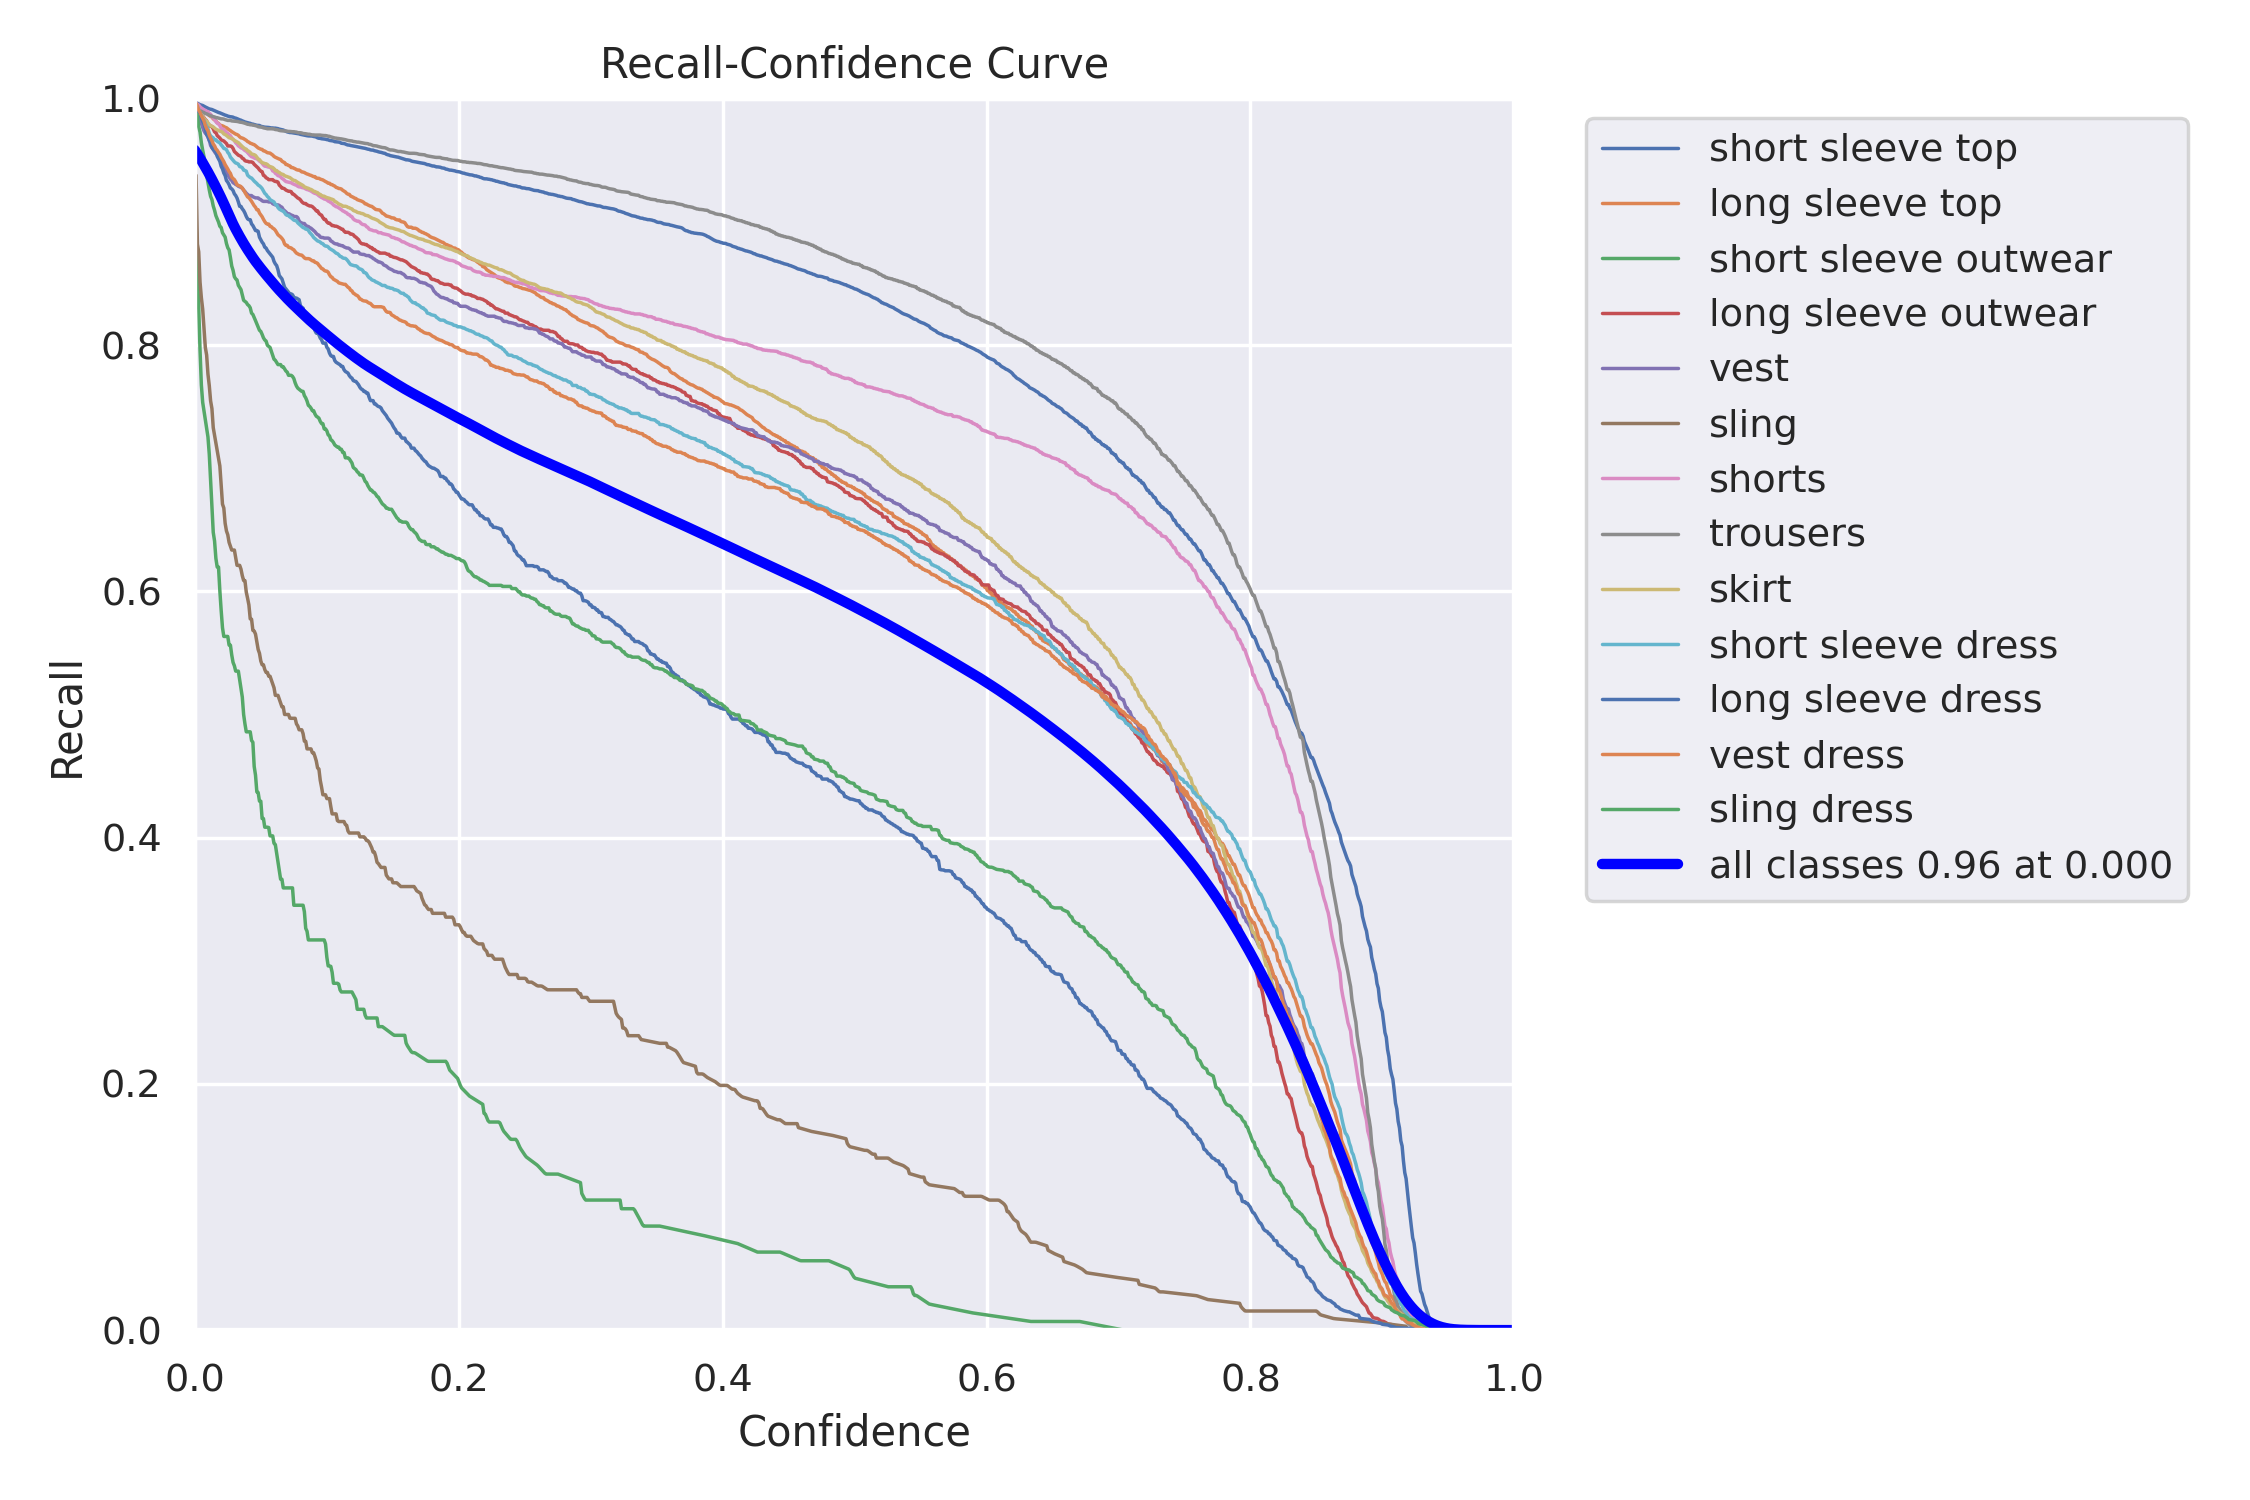 Recall-Confidence Curve
1.0
0.8
0.6
0.4
0.2
0.0
Recall
0.0 0.2 0.4 0.6 0.8 1.0
Confidence
short sleeve top
long sleeve top
short sleeve outwear
long sleeve outwear
vest
sling
shorts
trousers
skirt
short sleeve dress
long sleeve dress
vest dress
sling dress
all classes 0.96 at 0.000